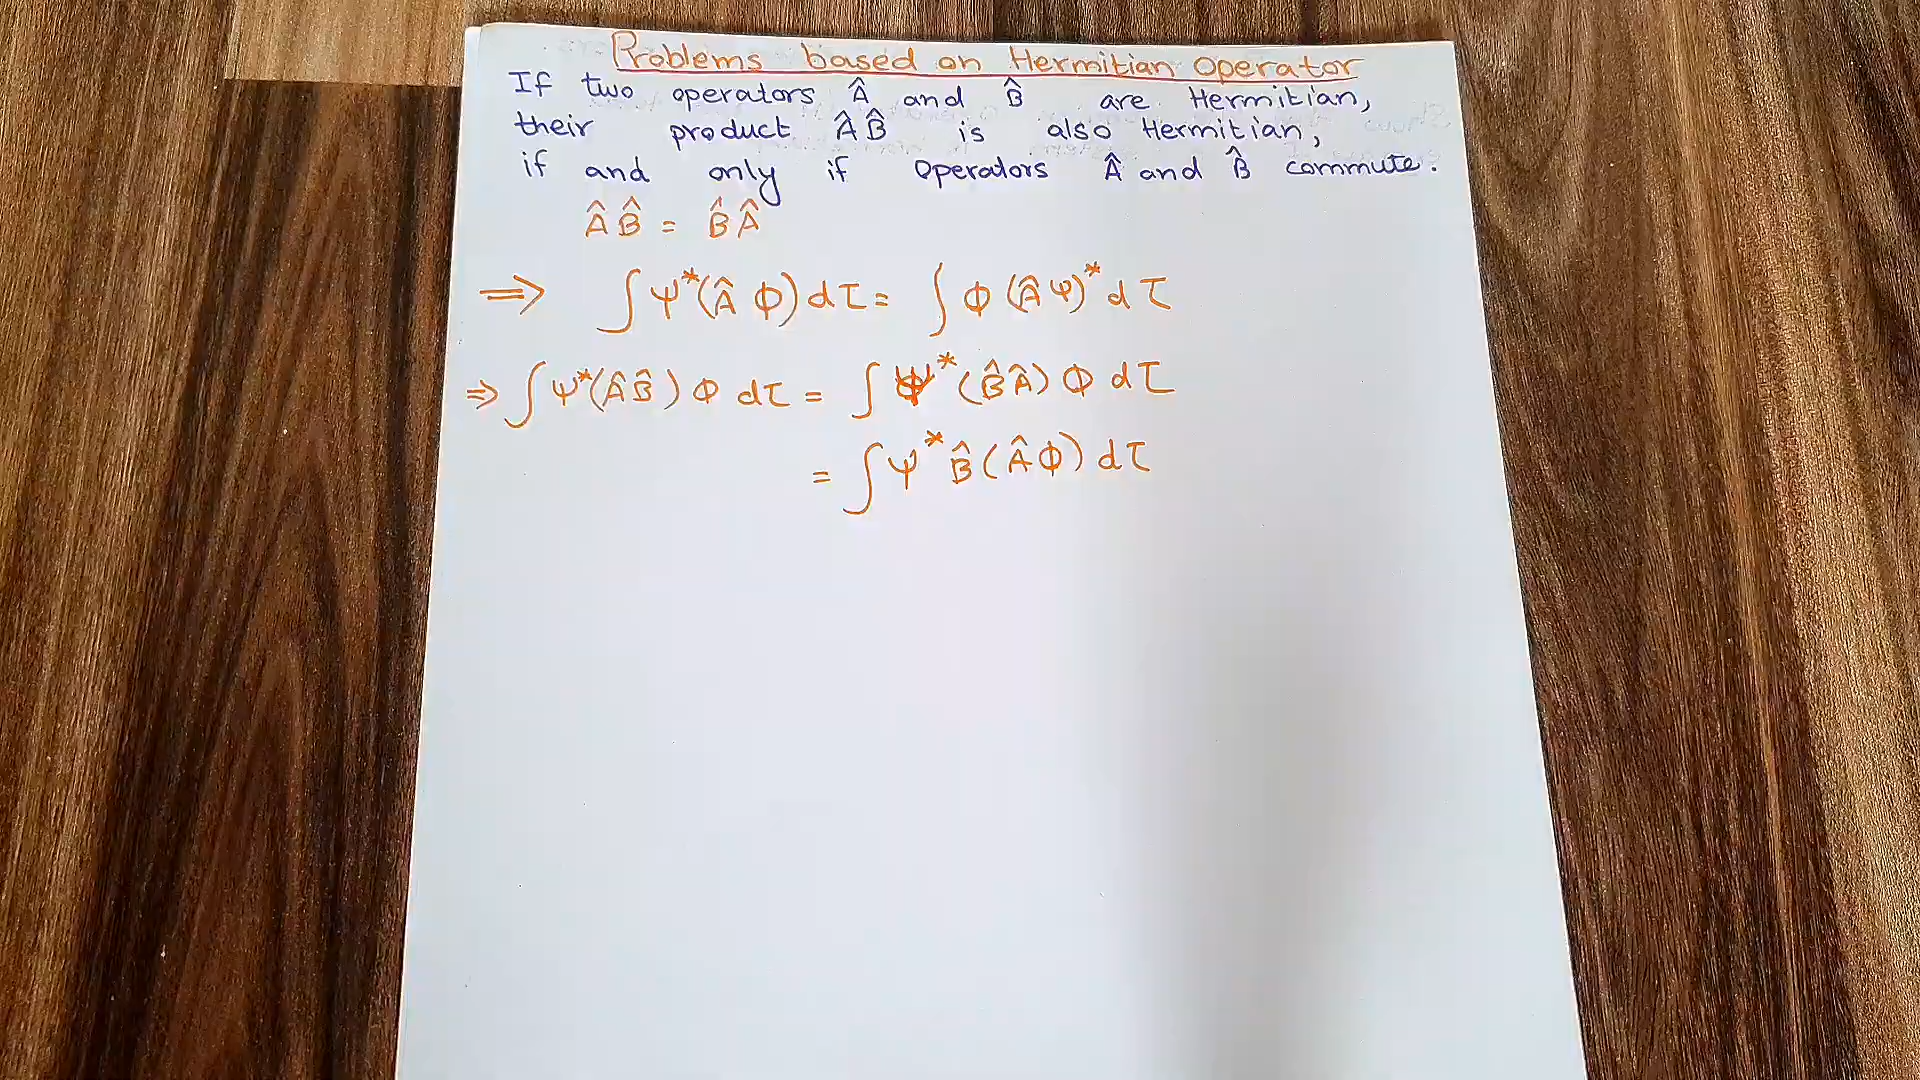 Problems based on Hermitian Operator
If two operators Â and B̂ are Hermitian,
their product ÂB̂ is also Hermitian,
if and only if Operators Â and B̂ commute.
ÂB̂ = B̂Â
⇒ ∫ψ*(Âϕ)dτ = ∫ϕ(Âψ)*dτ
⇒ ∫ψ*(ÂB̂)ϕ dτ = ∫ψ*(B̂Â)ϕ dτ
= ∫ψ*B̂(Âϕ)dτ